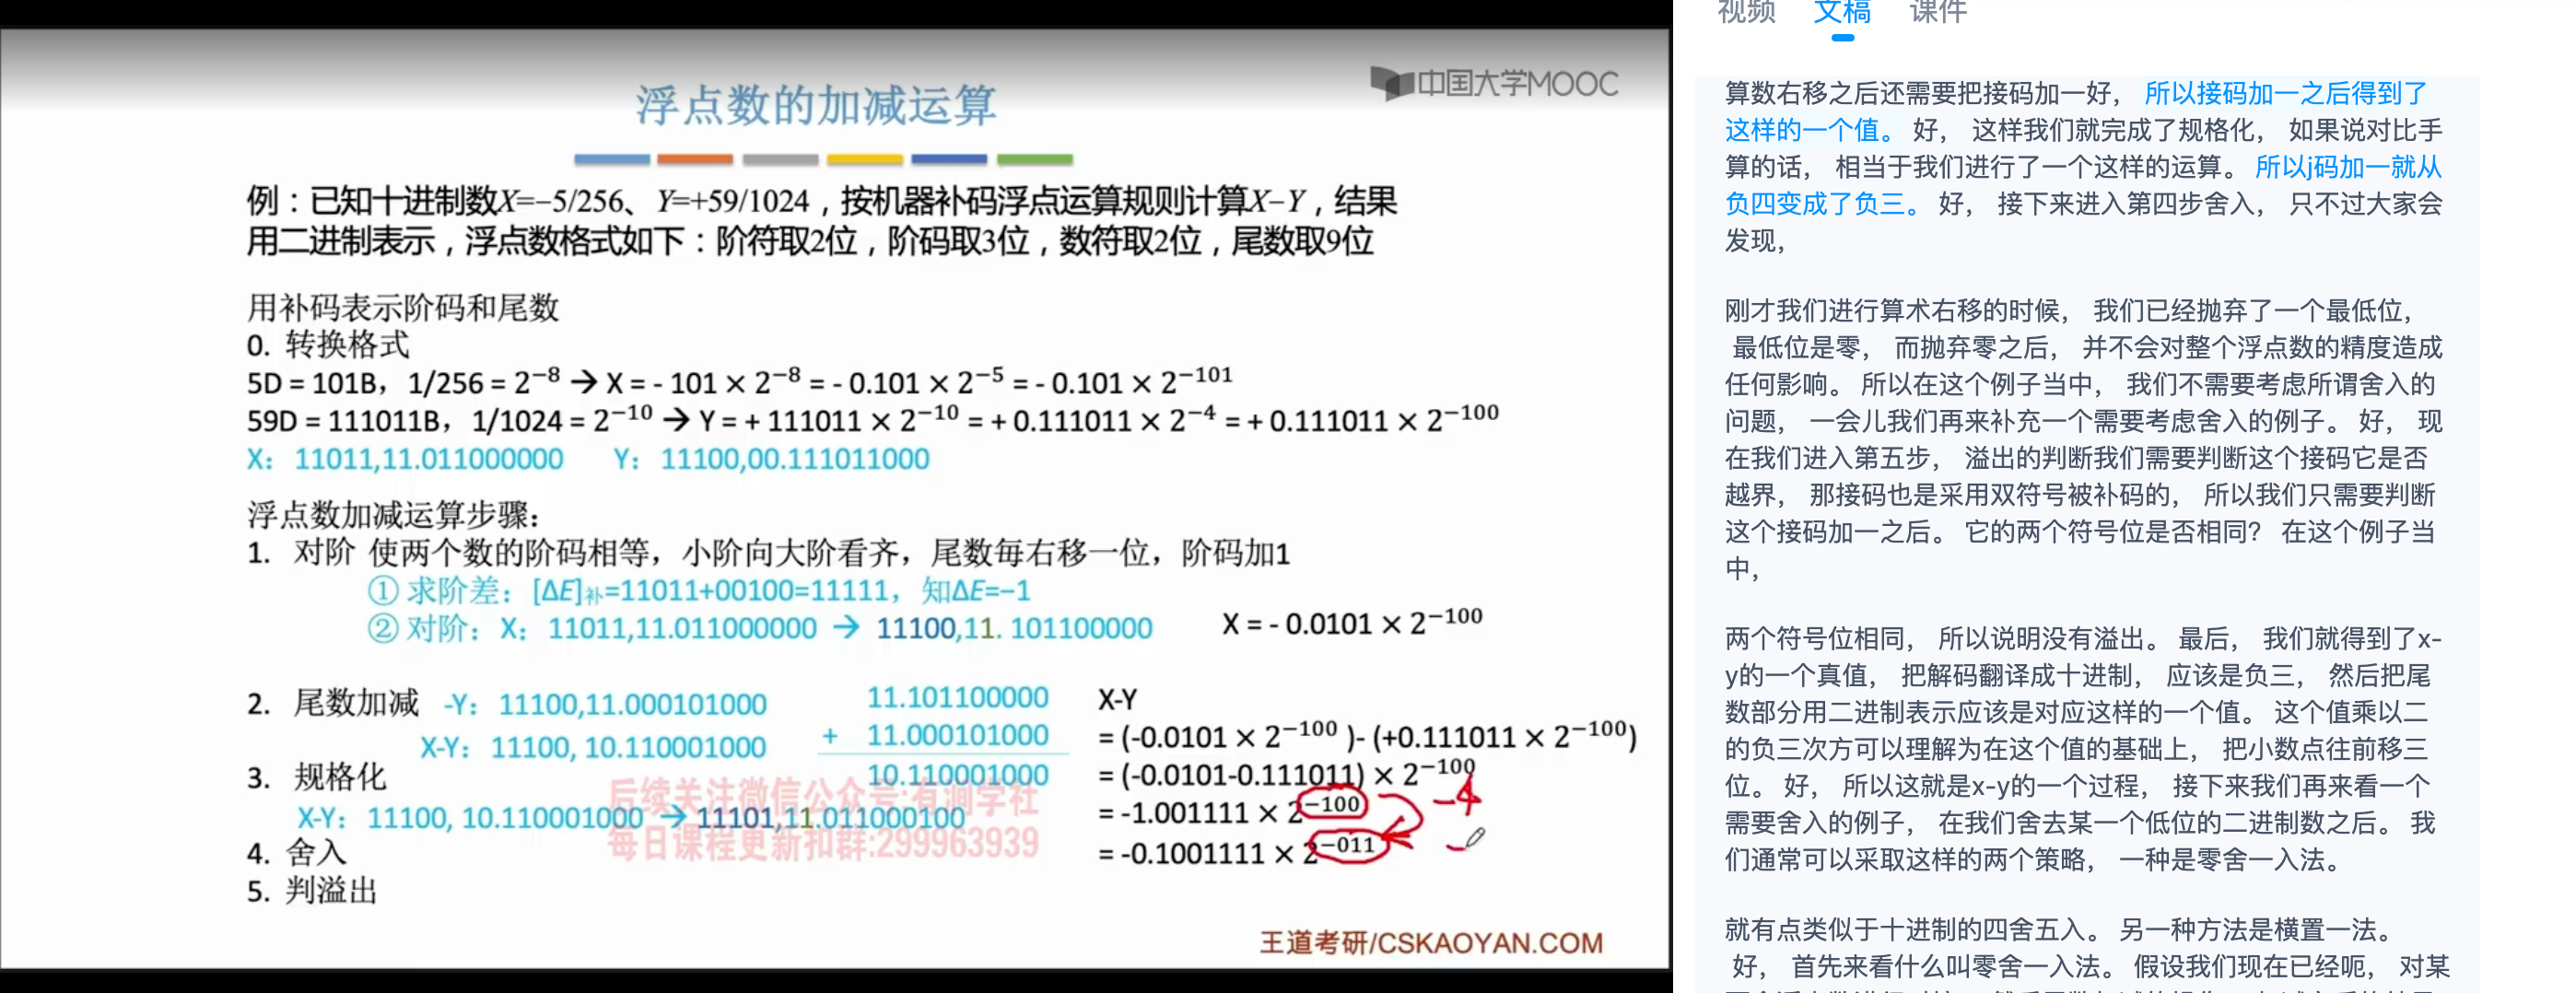 中国大学MOOC
浮点数的加减运算
例：已知十进制数X=−5/256、 Y=+59/1024，按机器补码浮点运算规则计算X−Y，结果
用二进制表示，浮点数格式如下：阶符取2位，阶码取3位，数符取2位，尾数取9位
用补码表示阶码和尾数
0. 转换格式
5D = 101B， 1/256 = 2⁻⁸ → X = - 101 × 2⁻⁸ = - 0.101 × 2⁻⁵ = - 0.101 × 2⁻¹⁰¹
59D = 111011B， 1/1024 = 2⁻¹⁰ → Y = + 111011 × 2⁻¹⁰ = + 0.111011 × 2⁻⁴ = + 0.111011 × 2⁻¹⁰⁰
X： 11011,11.011000000 Y： 11100,00.111011000
浮点数加减运算步骤：
1. 对阶 使两个数的阶码相等，小阶向大阶看齐，尾数每右移一位，阶码加1
① 求阶差：[ΔE]补=11011+00100=11111，知ΔE=−1
② 对阶：X： 11011,11.011000000 → 11100,11. 101100000 X = - 0.0101 × 2⁻¹⁰⁰
2. 尾数加减 -Y： 11100,11.000101000
X-Y： 11100, 10.110001000
11.101100000
+ 11.000101000
10.110001000
X-Y
= (-0.0101 × 2⁻¹⁰⁰ )- (+0.111011 × 2⁻¹⁰⁰)
= (-0.0101-0.111011) × 2⁻¹⁰⁰
= -1.001111 × 2⁻¹⁰⁰
= -0.1001111 × 2⁻⁰¹¹
-4
3. 规格化
X-Y： 11100, 10.110001000 → 11101,11.011000100
4. 舍入
5. 判溢出
后续关注微信公众号:有润学社
每日课程更新扣群:299963939
王道考研/CSKAOYAN.COM
视频 文稿 课件
算数右移之后还需要把接码加一好， 所以接码加一之后得到了
这样的一个值。 好， 这样我们就完成了规格化， 如果说对比手
算的话， 相当于我们进行了一个这样的运算。 所以j码加一就从
负四变成了负三。 好， 接下来进入第四步舍入， 只不过大家会
发现，
刚才我们进行算术右移的时候， 我们已经抛弃了一个最低位，
最低位是零， 而抛弃零之后， 并不会对整个浮点数的精度造成
任何影响。 所以在这个例子当中， 我们不需要考虑所谓舍入的
问题， 一会儿我们再来补充一个需要考虑舍入的例子。 好， 现
在我们进入第五步， 溢出的判断我们需要判断这个接码它是否
越界， 那接码也是采用双符号被补码的， 所以我们只需要判断
这个接码加一之后。 它的两个符号位是否相同？ 在这个例子当
中，
两个符号位相同， 所以说明没有溢出。 最后， 我们就得到了x-
y的一个真值， 把解码翻译成十进制， 应该是负三， 然后把尾
数部分用二进制表示应该是对应这样的一个值。 这个值乘以二
的负三次方可以理解为在这个值的基础上， 把小数点往前移三
位。 好， 所以这就是x-y的一个过程， 接下来我们再来看一个
需要舍入的例子， 在我们舍去某一个低位的二进制数之后。 我
们通常可以采取这样的两个策略， 一种是零舍一入法。
就有点类似于十进制的四舍五入。 另一种方法是横置一法。
好， 首先来看什么叫零舍一入法。 假设我们现在已经呃， 对某